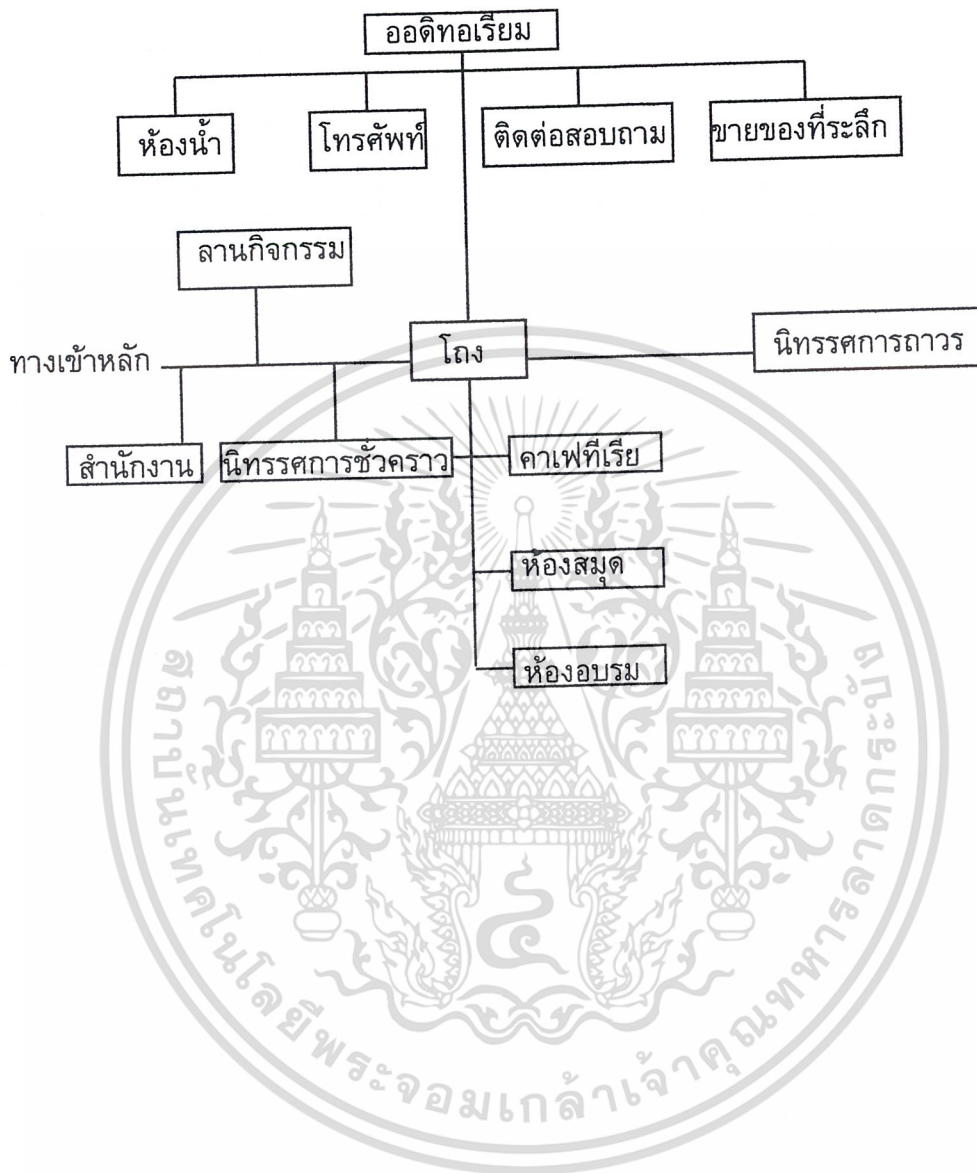 ออดิทอเรียม
ห้องน้ำ โทรศัพท์ ติดต่อสอบถาม ขายของที่ระลึก
ลานกิจกรรม
ทางเข้าหลัก โถง นิทรรศการถาวร
สำนักงาน นิทรรศการชั่วคราว คาเฟทีเรีย
ห้องสมุด
ห้องอบรม
สถาบันเทคโนโลยีพระจอมเกล้าเจ้าคุณทหารลาดกระบัง